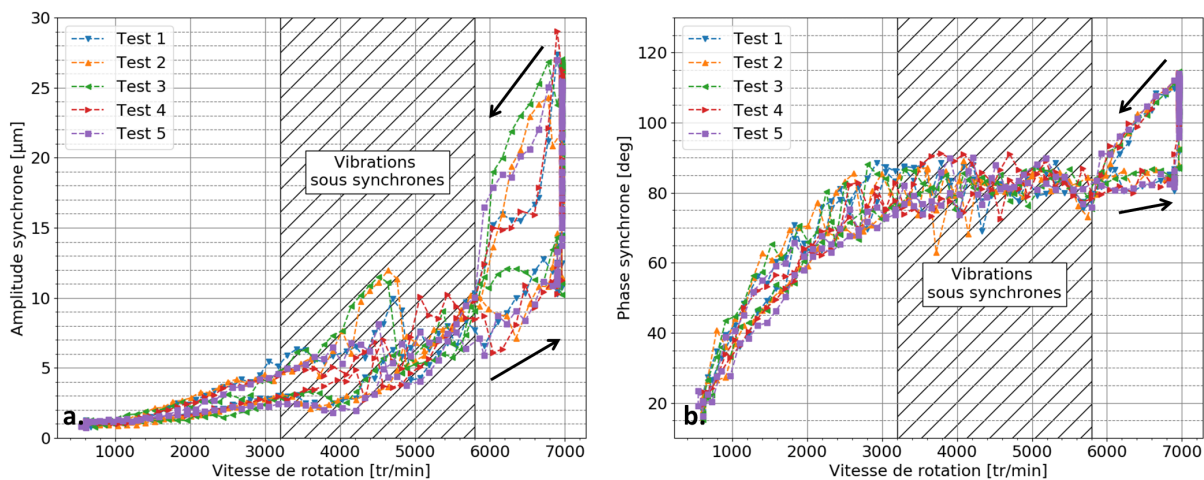 30
25
20
15
10
5
0
Amplitude synchrone [µm]
Test 1
Test 2
Test 3
Test 4
Test 5
Vibrations
sous synchrones
a.
1000 2000 3000 4000 5000 6000 7000
Vitesse de rotation [tr/min]
120
100
80
60
40
20
Phase synchrone [deg]
Test 1
Test 2
Test 3
Test 4
Test 5
Vibrations
sous synchrones
b.
1000 2000 3000 4000 5000 6000 7000
Vitesse de rotation [tr/min]